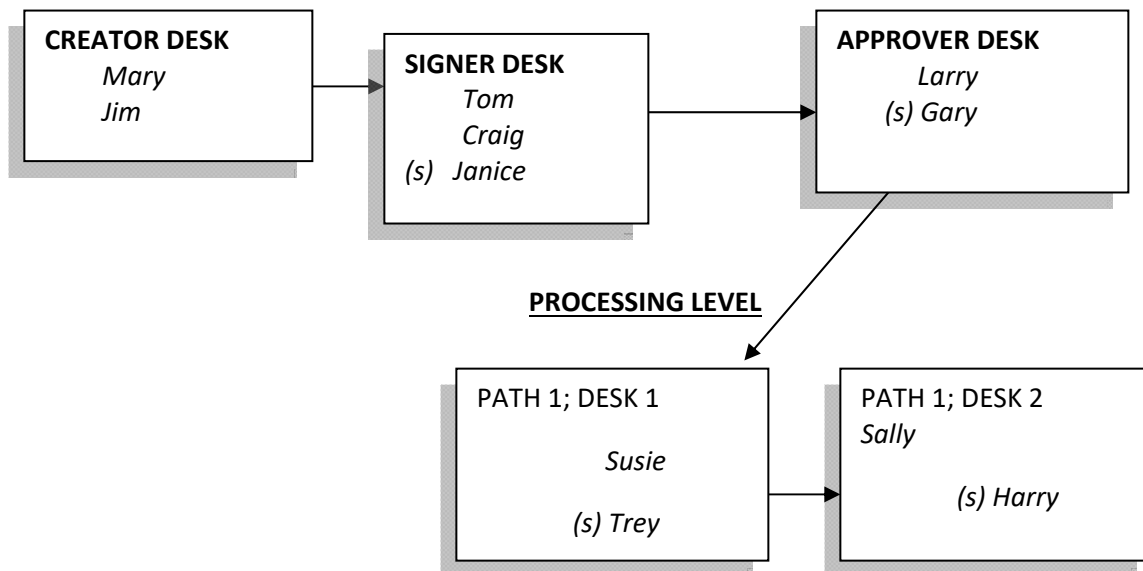 CREATOR DESK
Mary
Jim
SIGNER DESK
Tom
Craig
(s) Janice
APPROVER DESK
Larry
(s) Gary
PROCESSING LEVEL
PATH 1; DESK 1
Susie
(s) Trey
PATH 1; DESK 2
Sally
(s) Harry